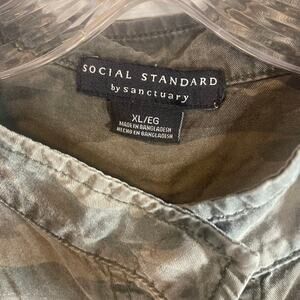 SOCIAL STANDARD
by sanctuary
XL/EG
MADE IN BANGLADESH
HECHO EN BANGLADESH